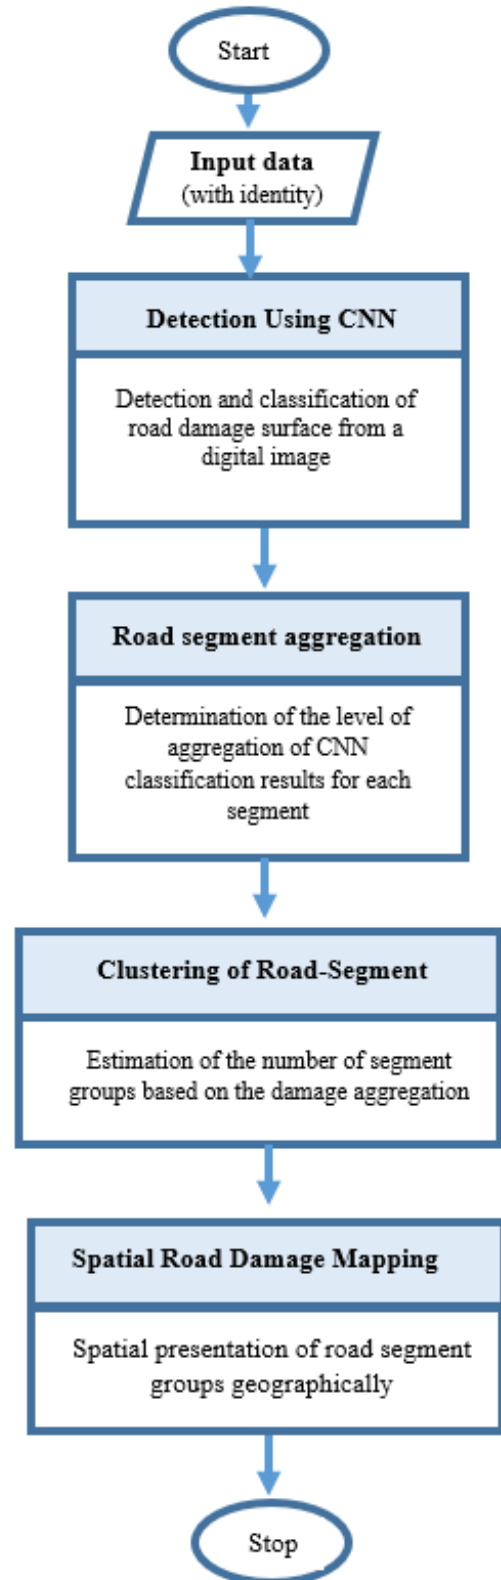 Start
Input data
(with identity)
Detection Using CNN
Detection and classification of
road damage surface from a
digital image
Road segment aggregation
Determination of the level of
aggregation of CNN
classification results for each
segment
Clustering of Road-Segment
Estimation of the number of segment
groups based on the damage aggregation
Spatial Road Damage Mapping
Spatial presentation of road segment
groups geographically
Stop